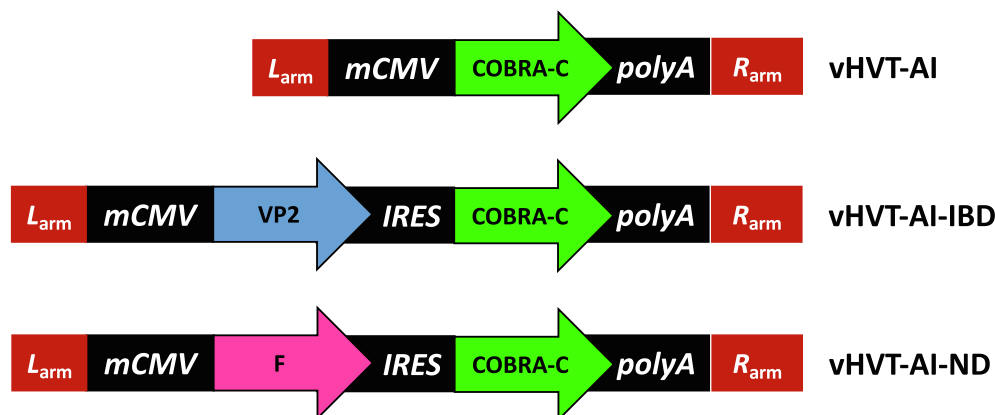 Larm mCMV COBRA-C polyA Rarm vHVT-AI
Larm mCMV VP2 IRES COBRA-C polyA Rarm vHVT-AI-IBD
Larm mCMV F IRES COBRA-C polyA Rarm vHVT-AI-ND